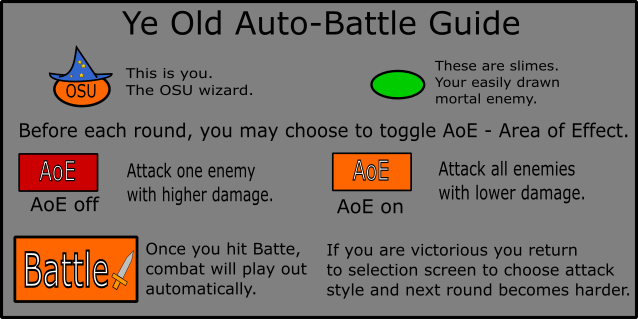 Ye Old Auto-Battle Guide
OSU
This is you.
The OSU wizard.
These are slimes.
Your easily drawn
mortal enemy.
Before each round, you may choose to toggle AoE - Area of Effect.
AoE
AoE off
Attack one enemy
with higher damage.
AoE
AoE on
Attack all enemies
with lower damage.
Battle
Once you hit Batte,
combat will play out
automatically.
If you are victorious you return
to selection screen to choose attack
style and next round becomes harder.